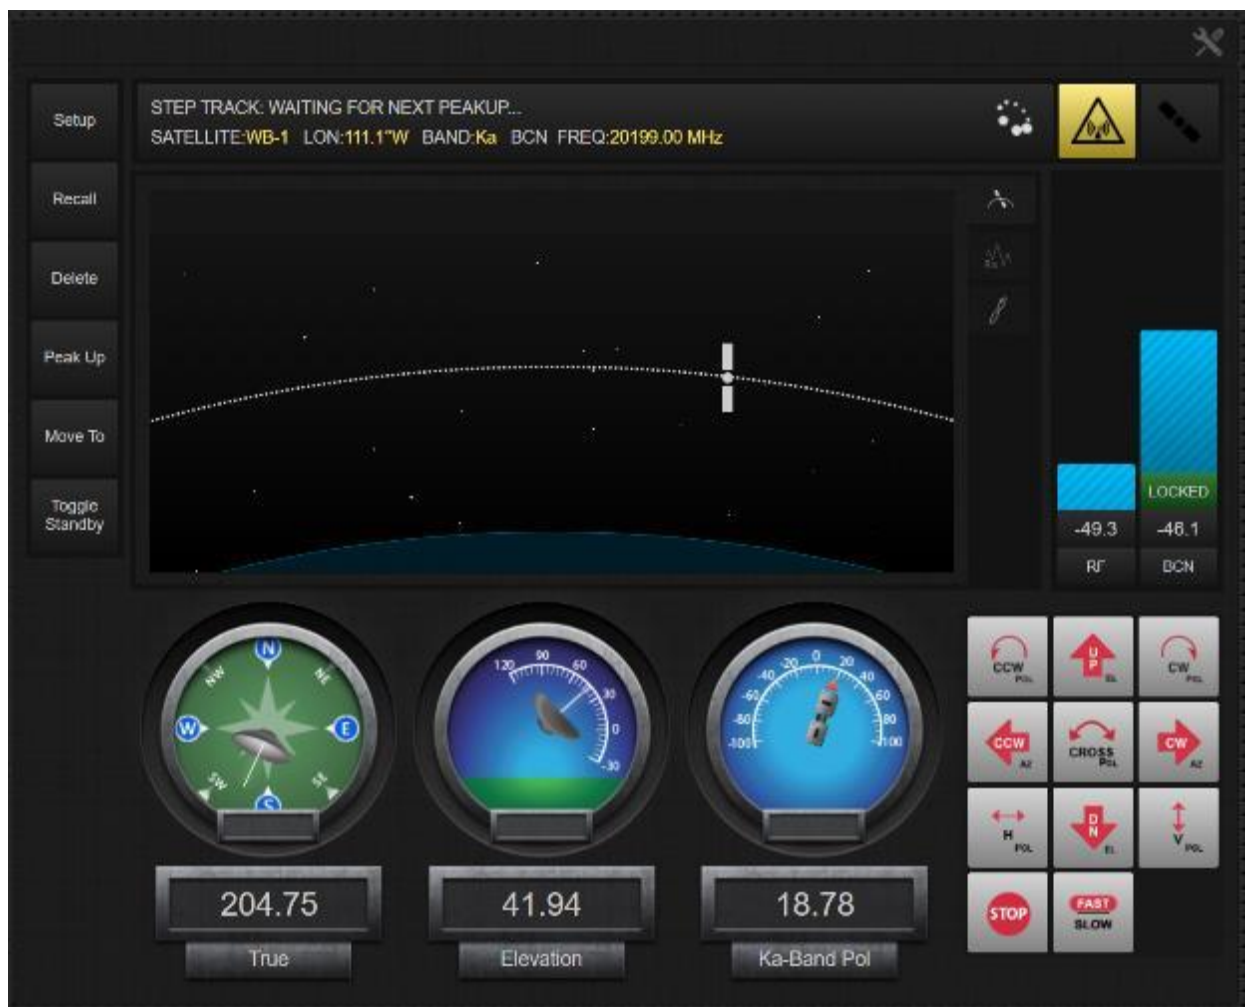 Setup
Recall
Delete
Peak Up
Move To
Toggle
Standby
STEP TRACK: WAITING FOR NEXT PEAKUP...
SATELLITE:WB-1 LON:111.1"W BAND:Ka BCN FREQ:20199.00 MHz
LOCKED
-49.3 -46.1
RF BCN
N
NW NE
W E
SW SE
S
120 90 60 30 0 -30
-100 -80 -60 -40 -20 0 20 40 60 80 100
204.75
True
41.94
Elevation
18.78
Ka-Band Pol
CCW POL
UP EL
CW POL
CCW AZ
CROSS POL
CW AZ
H POL
DN EL
V POL
STOP
FAST
SLOW